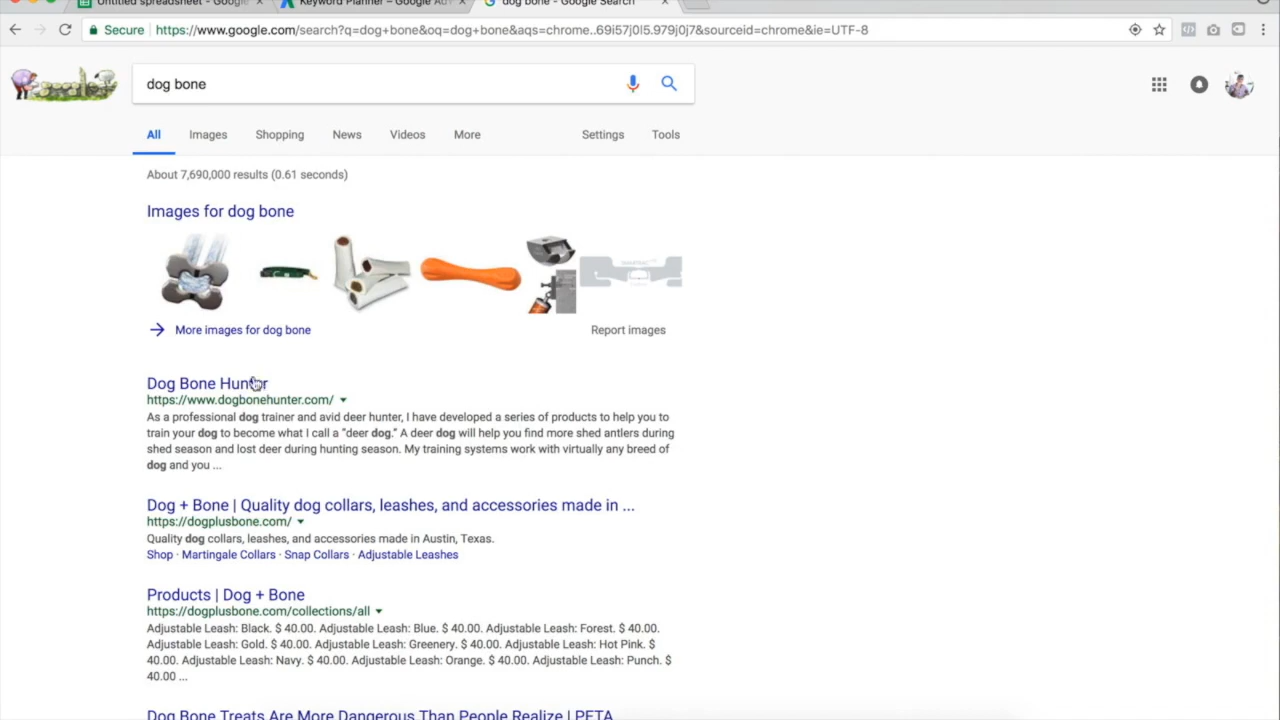 Untitled spreadsheet - Google
Keyword Planner – Google Ad
dog bone - Google Search
Secure
https://www.google.com/search?q=dog+bone&oq=dog+bone&aqs=chrome..69i57j0l5.979j0j7&sourceid=chrome&ie=UTF-8
dog bone
All Images Shopping News Videos More Settings Tools
About 7,690,000 results (0.61 seconds)
Images for dog bone
More images for dog bone
Report images
Dog Bone Hunter
https://www.dogbonehunter.com/
As a professional dog trainer and avid deer hunter, I have developed a series of products to help you to
train your dog to become what I call a "deer dog." A deer dog will help you find more shed antlers during
shed season and lost deer during hunting season. My training systems work with virtually any breed of
dog and you ...
Dog + Bone | Quality dog collars, leashes, and accessories made in ...
https://dogplusbone.com/
Quality dog collars, leashes, and accessories made in Austin, Texas.
Shop · Martingale Collars · Snap Collars · Adjustable Leashes
Products | Dog + Bone
https://dogplusbone.com/collections/all
Adjustable Leash: Black. $ 40.00. Adjustable Leash: Blue. $ 40.00. Adjustable Leash: Forest. $ 40.00.
Adjustable Leash: Gold. $ 40.00. Adjustable Leash: Greenery. $ 40.00. Adjustable Leash: Hot Pink. $
40.00. Adjustable Leash: Navy. $ 40.00. Adjustable Leash: Orange. $ 40.00. Adjustable Leash: Punch. $
40.00 ...
Dog Bone Treats Are More Dangerous Than People Realize | PETA